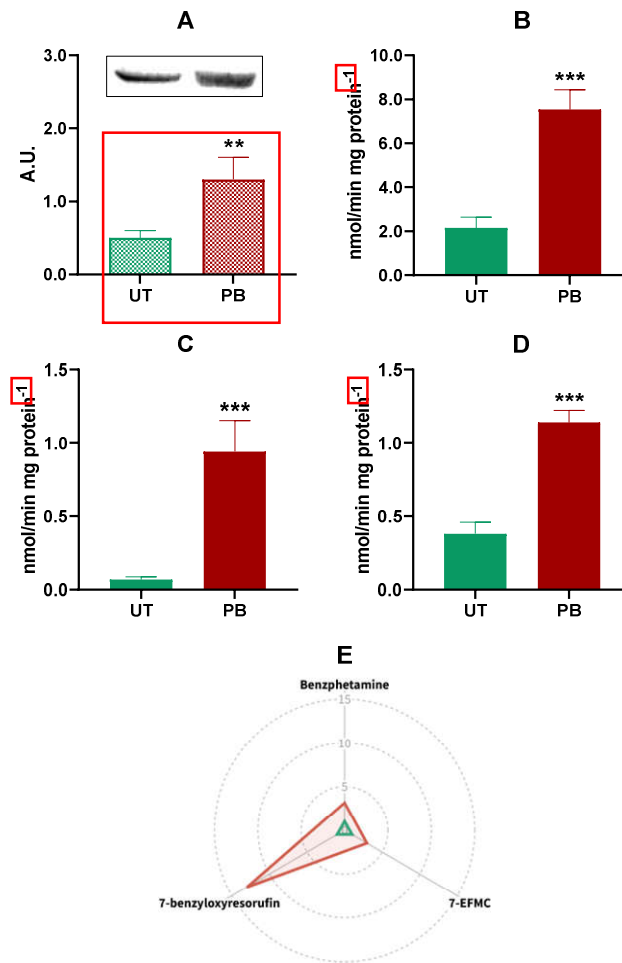 A
3.0
2.0
1.0
0.0
A.U.
**
UT
PB
B
10.0
8.0
6.0
4.0
2.0
0.0
nmol/min mg protein-1
***
UT
PB
C
1.5
1.0
0.5
0.0
nmol/min mg protein-1
***
UT
PB
D
1.5
1.0
0.5
0.0
nmol/min mg protein-1
***
UT
PB
E
Benzphetamine
15
10
5
7-benzyloxyresorufin
7-EFMC